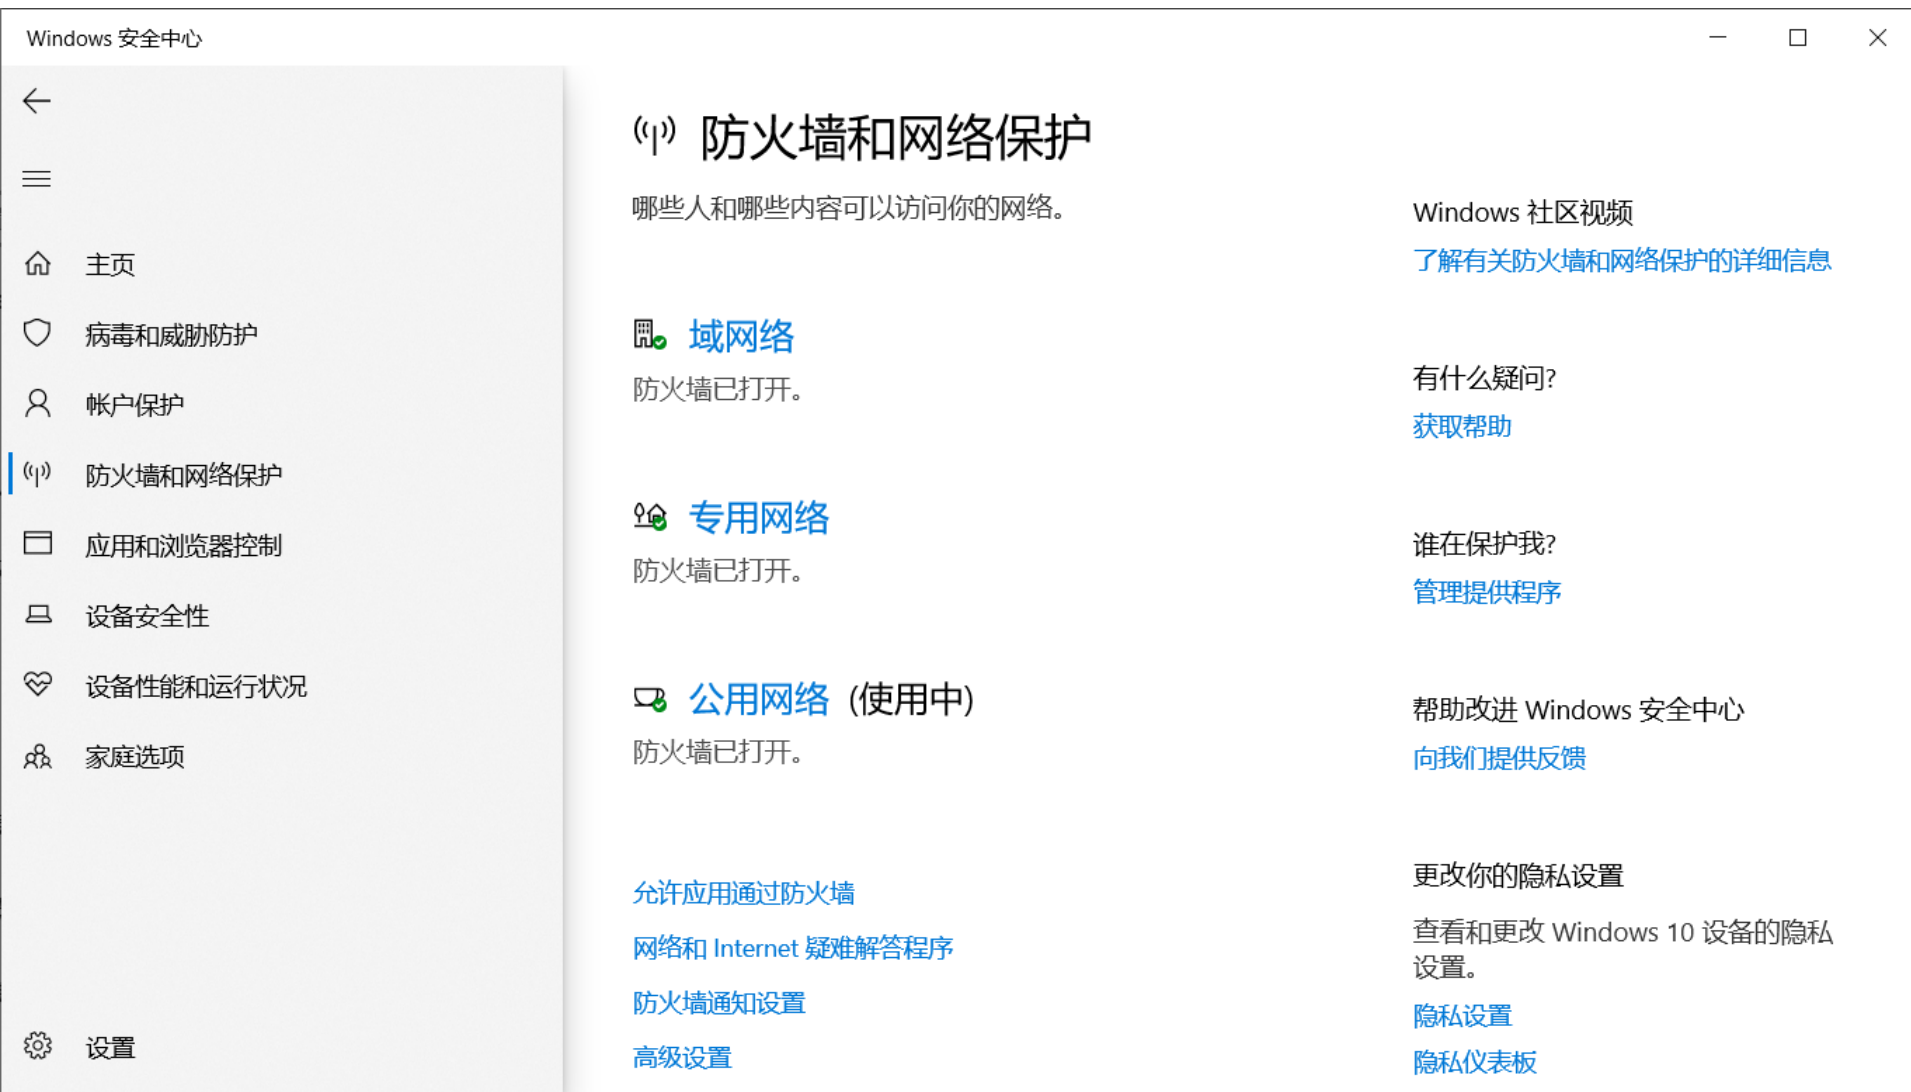 Windows 安全中心
主页
病毒和威胁防护
帐户保护
防火墙和网络保护
应用和浏览器控制
设备安全性
设备性能和运行状况
家庭选项
设置
防火墙和网络保护
哪些人和哪些内容可以访问你的网络。
域网络
防火墙已打开。
专用网络
防火墙已打开。
公用网络 (使用中)
防火墙已打开。
允许应用通过防火墙
网络和 Internet 疑难解答程序
防火墙通知设置
高级设置
Windows 社区视频
了解有关防火墙和网络保护的详细信息
有什么疑问?
获取帮助
谁在保护我?
管理提供程序
帮助改进 Windows 安全中心
向我们提供反馈
更改你的隐私设置
查看和更改 Windows 10 设备的隐私
设置。
隐私设置
隐私仪表板